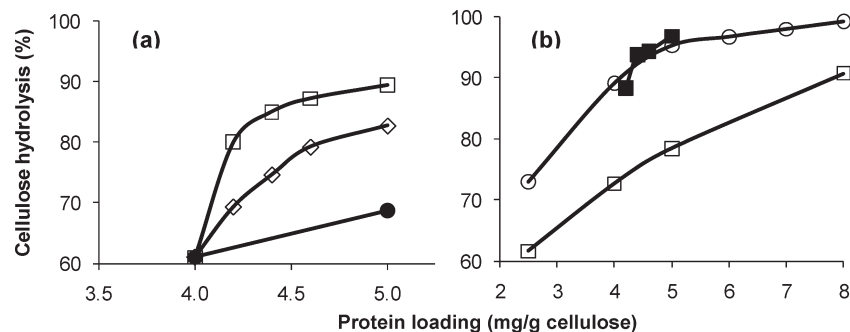 Cellulose hydrolysis (%)
100
90
80
70
60
(a)
3.5 4.0 4.5 5.0
100
90
80
70
60
(b)
2 3 4 5 6 7 8
Protein loading (mg/g cellulose)